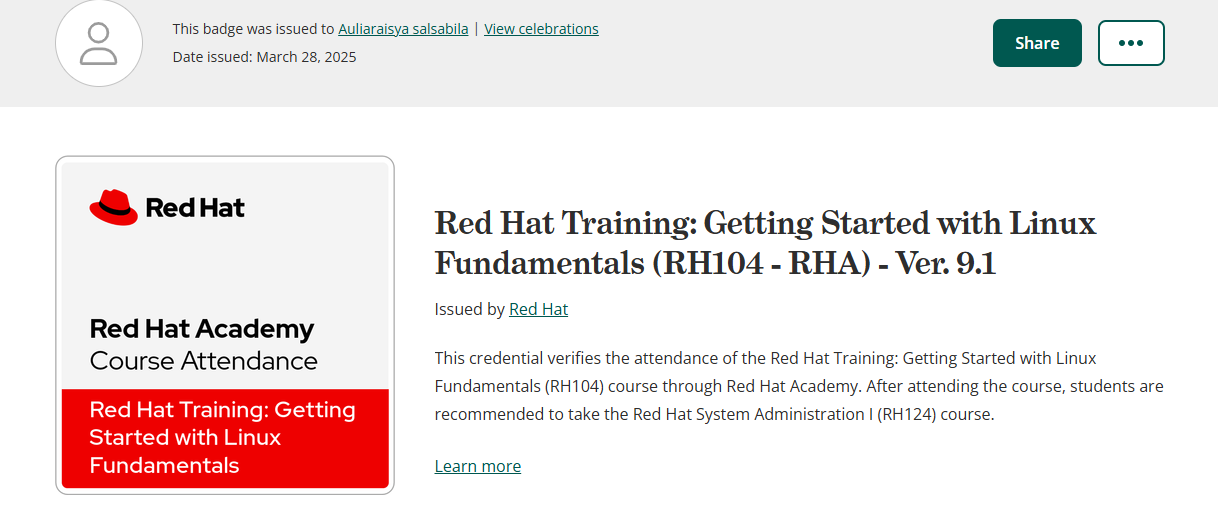 This badge was issued to Auliaraisya salsabila | View celebrations
Date issued: March 28, 2025
Share
Red Hat
Red Hat Academy
Course Attendance
Red Hat Training: Getting
Started with Linux
Fundamentals
Red Hat Training: Getting Started with Linux
Fundamentals (RH104 - RHA) - Ver. 9.1
Issued by Red Hat
This credential verifies the attendance of the Red Hat Training: Getting Started with Linux
Fundamentals (RH104) course through Red Hat Academy. After attending the course, students are
recommended to take the Red Hat System Administration I (RH124) course.
Learn more